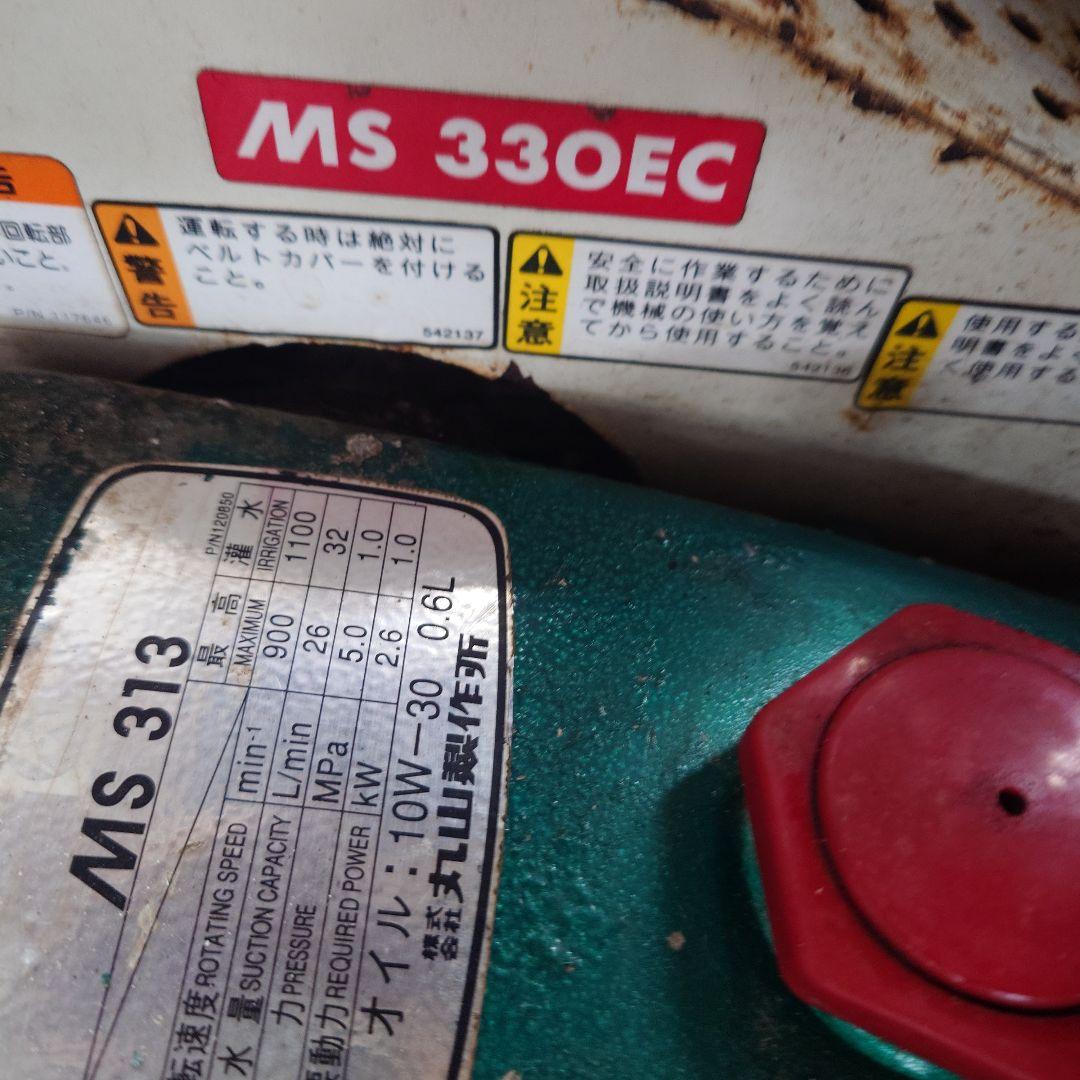 MS 330EC
告
回転部
いこと、
警告
運転する時は絶対に
ベルトカバーを付ける
こと。
542137
注意
安全に作業するために
取扱説明書をよく読ん
で機械の使い方を覚え
てから使用すること。
542136
注意
使用する
明書をよ
く使用する
MS 313
P/N120850
最高 灌水
MAXIMUM IRRIGATION
転速度 ROTATING SPEED min-1 900 1100
水量 SUCTION CAPACITY L/min 26 32
力 PRESSURE MPa 5.0 1.0
動力 REQUIRED POWER kW 2.6 1.0
オイル：10W－30 0.6L
株式会社 丸山製作所